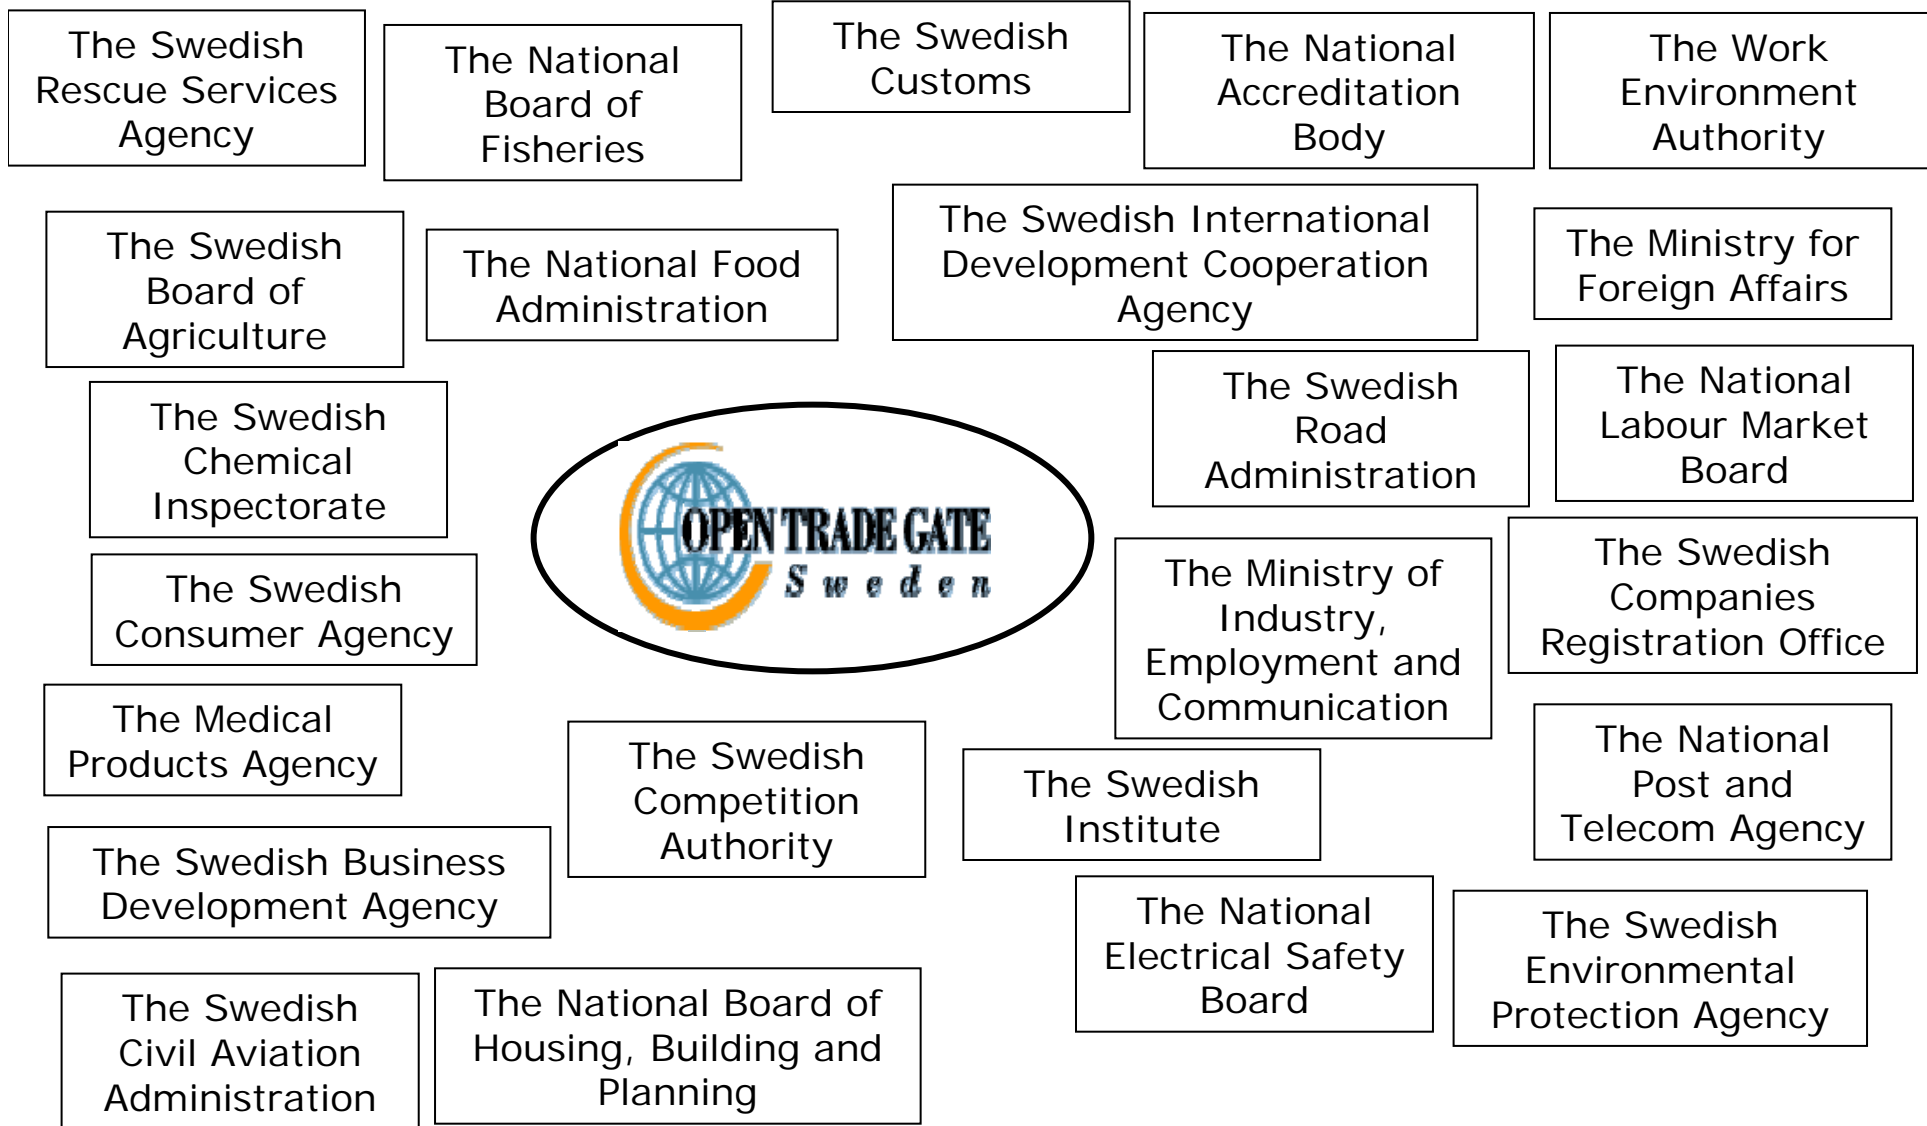 The Swedish
Rescue Services
Agency
The National
Board of
Fisheries
The Swedish
Customs
The National
Accreditation
Body
The Work
Environment
Authority
The Swedish
Board of
Agriculture
The National Food
Administration
The Swedish International
Development Cooperation
Agency
The Ministry for
Foreign Affairs
The Swedish
Chemical
Inspectorate
OPEN TRADE GATE
Sweden
The Swedish
Road
Administration
The National
Labour Market
Board
The Swedish
Consumer Agency
The Ministry of
Industry,
Employment and
Communication
The Swedish
Companies
Registration Office
The Medical
Products Agency
The Swedish
Competition
Authority
The Swedish
Institute
The National
Post and
Telecom Agency
The Swedish Business
Development Agency
The National
Electrical Safety
Board
The Swedish
Environmental
Protection Agency
The Swedish
Civil Aviation
Administration
The National Board of
Housing, Building and
Planning